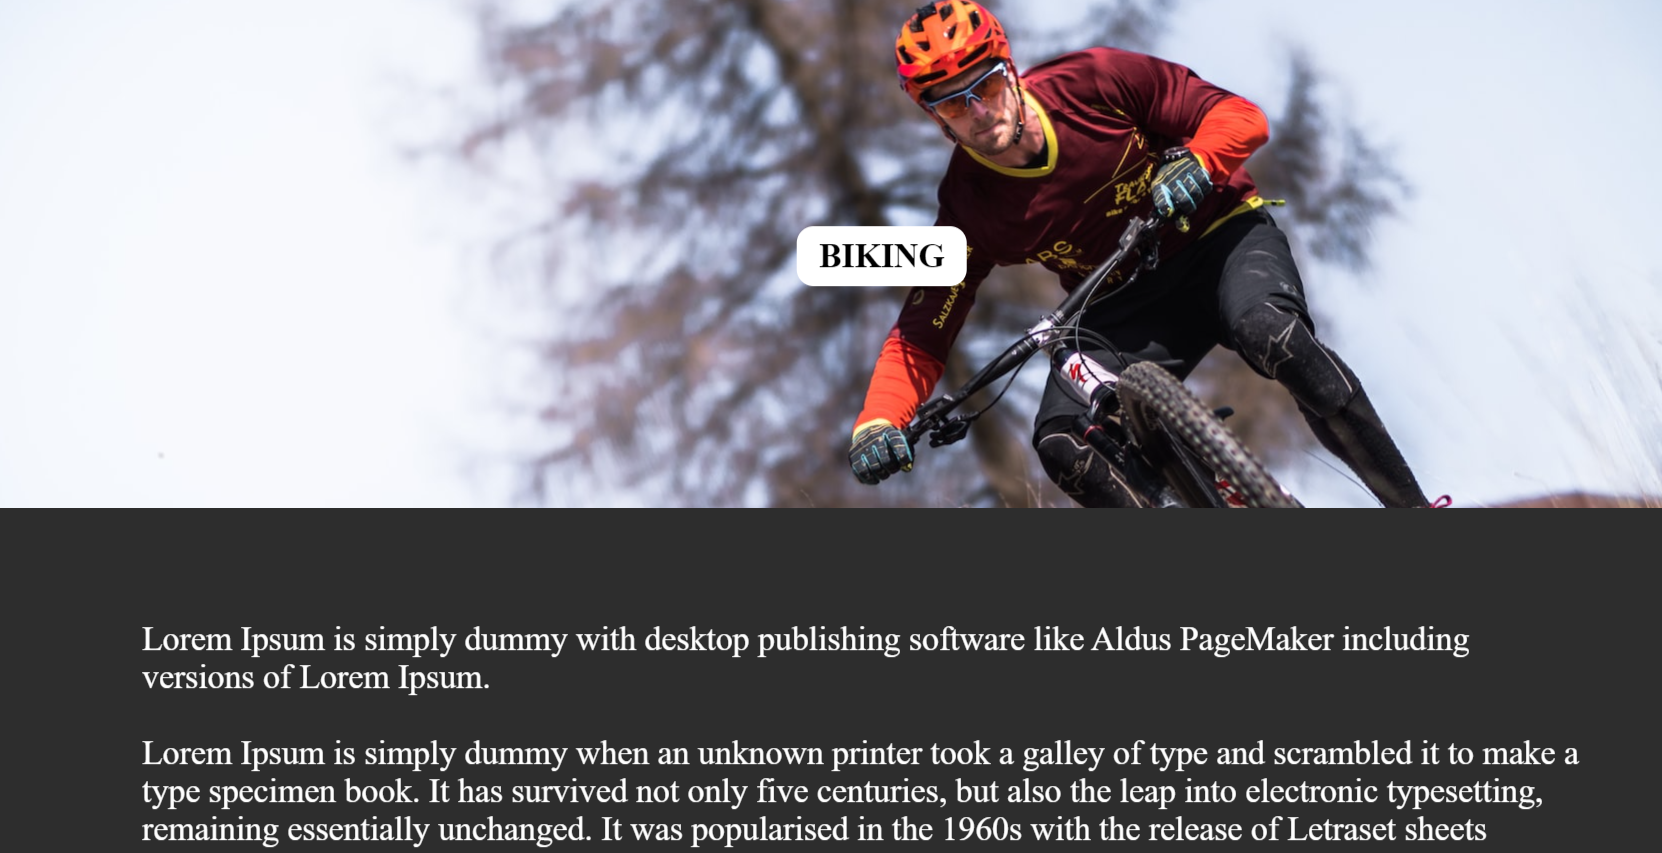 BIKING
Lorem Ipsum is simply dummy with desktop publishing software like Aldus PageMaker including
versions of Lorem Ipsum.
Lorem Ipsum is simply dummy when an unknown printer took a galley of type and scrambled it to make a
type specimen book. It has survived not only five centuries, but also the leap into electronic typesetting,
remaining essentially unchanged. It was popularised in the 1960s with the release of Letraset sheets